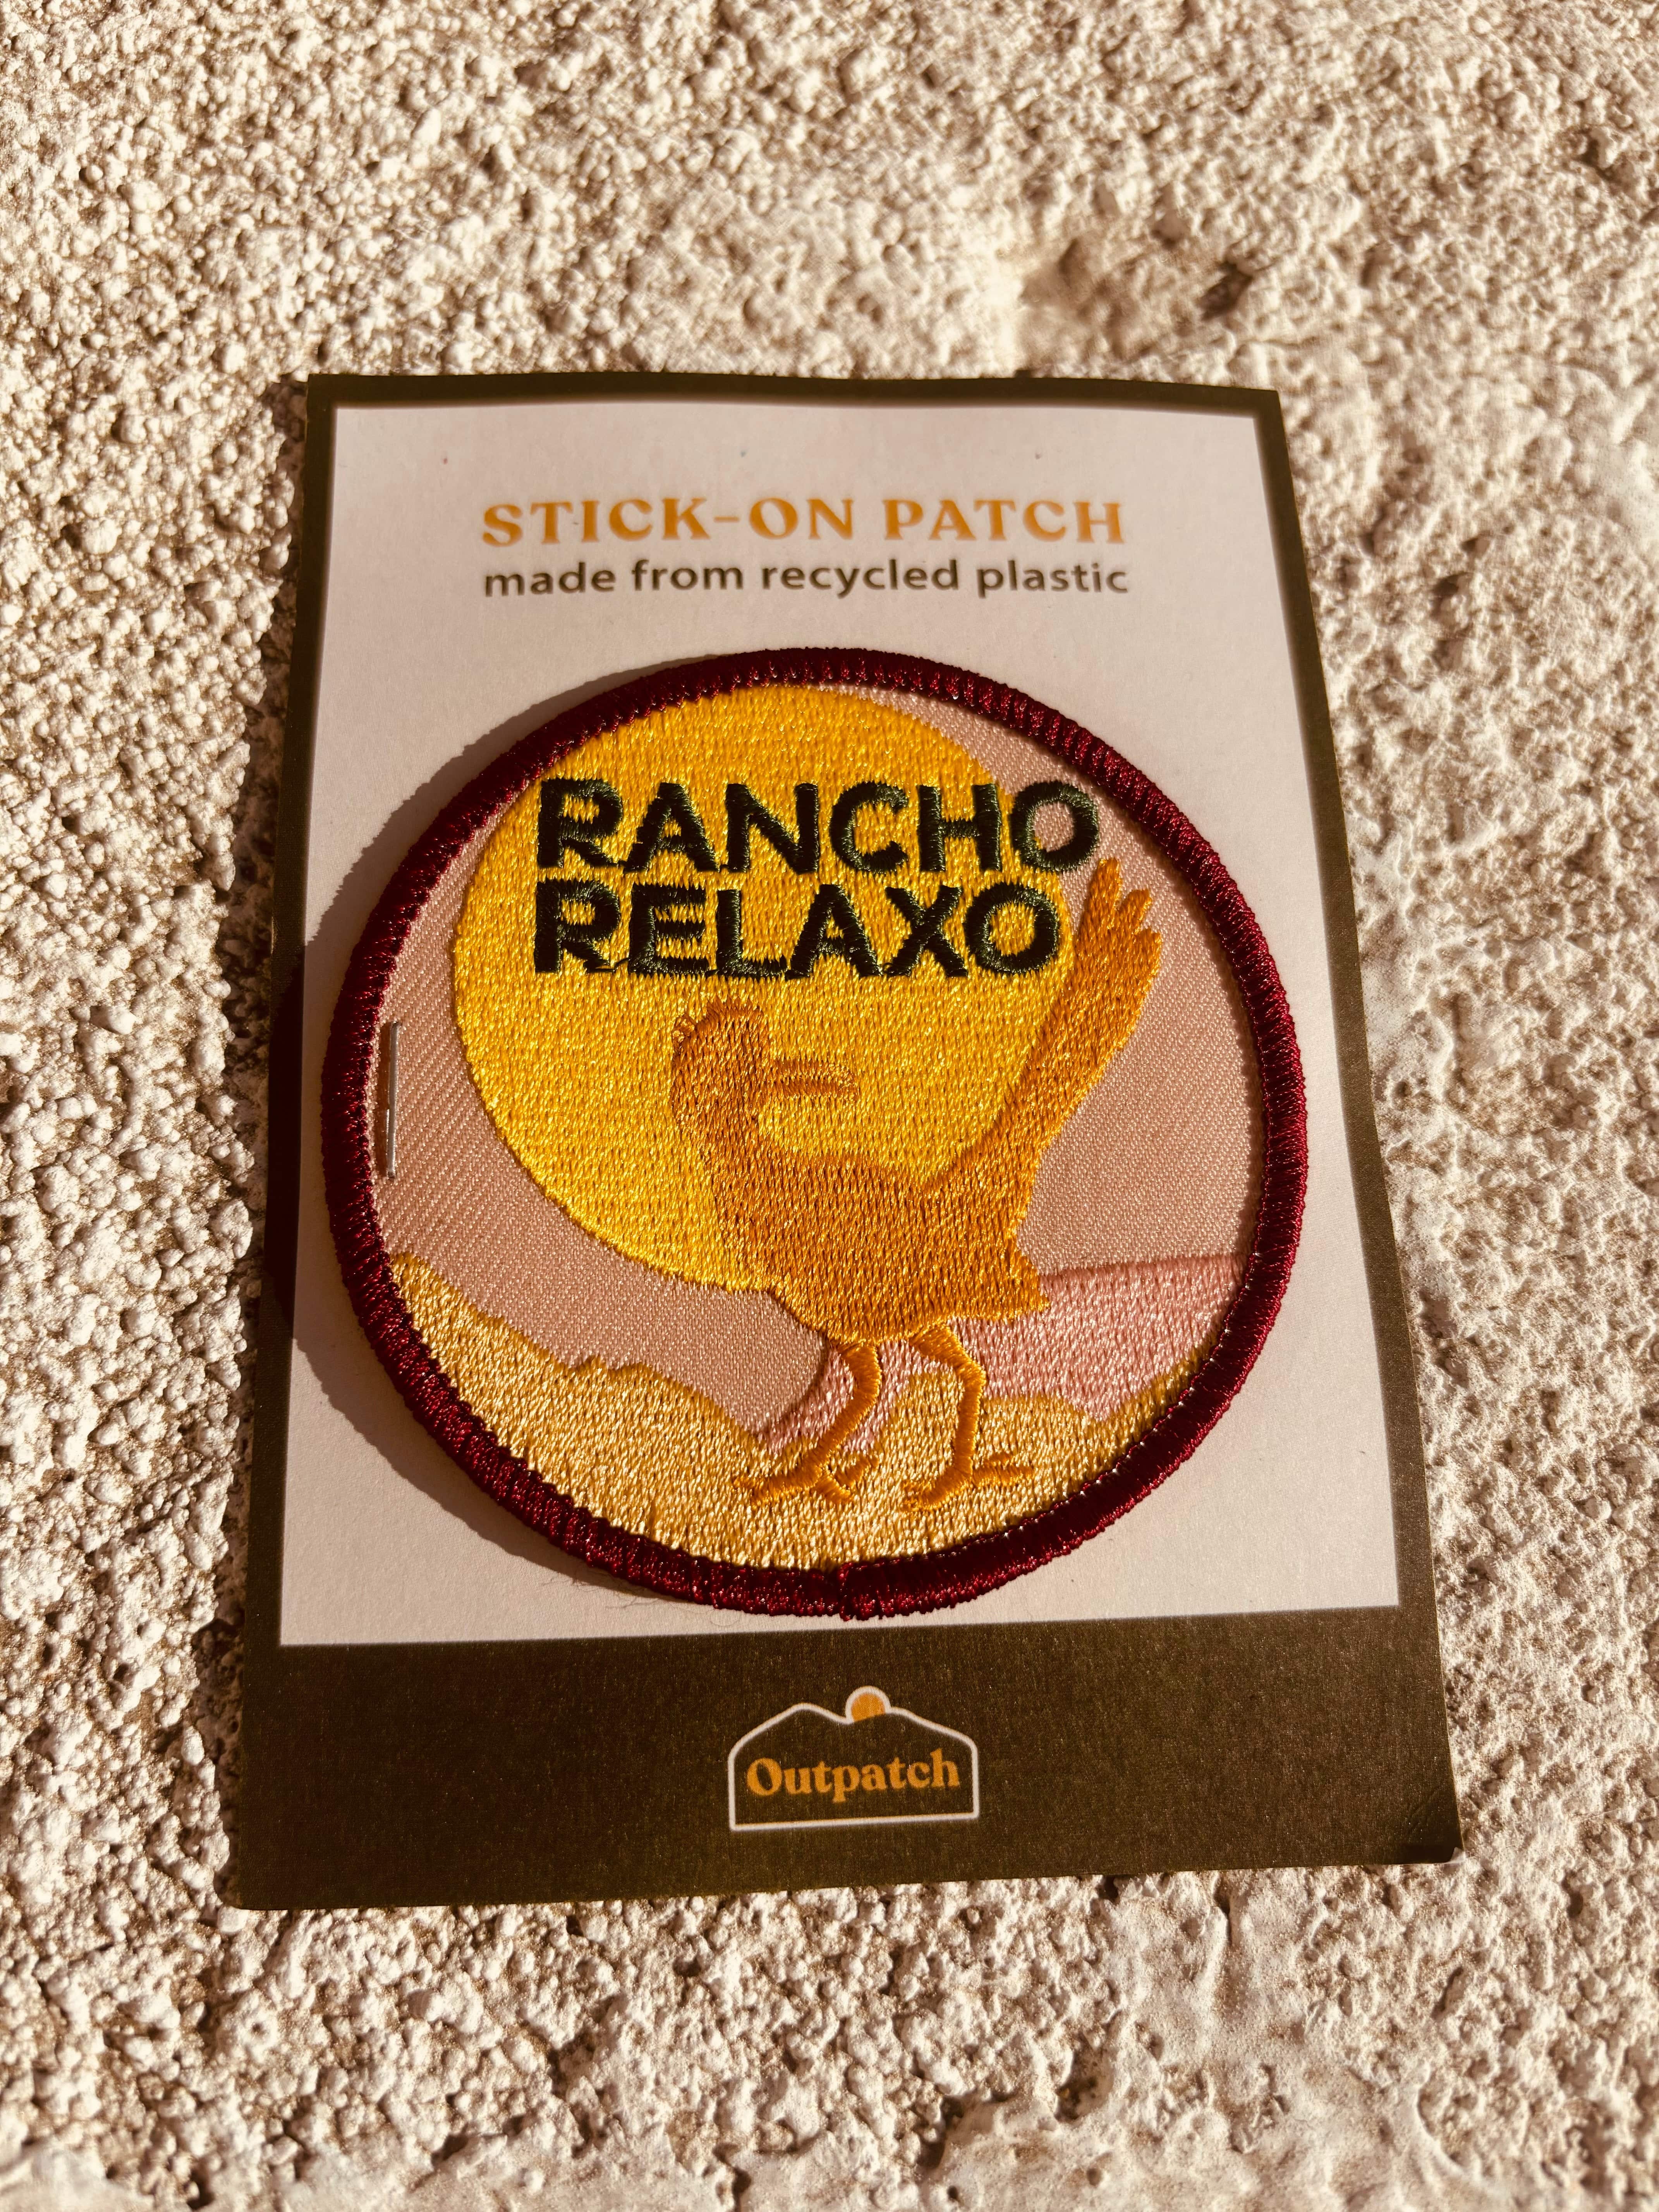 STICK-ON PATCH
made from recycled plastic
RANCHO
RELAXO
Outpatch